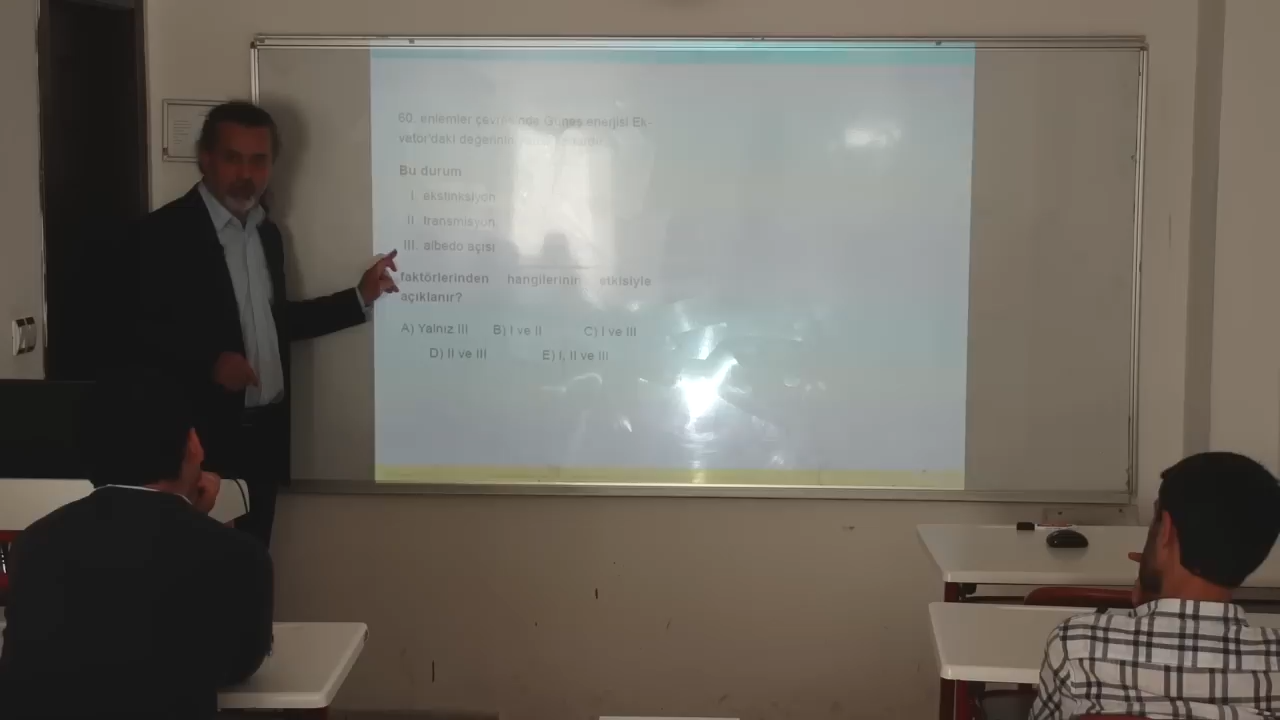 60. enlemler çevresinde Güneş enerjisi Ek-
vator'daki değerinin
Bu durum
I. ekstinksiyon
II. transmisyon
III. albedo açısı
faktörlerinden hangilerinin etkisiyle
açıklanır?
A) Yalnız III B) I ve II C) I ve III
D) II ve III E) I, II ve III